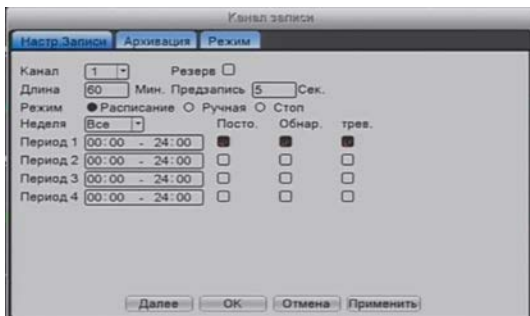 Канал записи
Настр.Записи Архивация Режим
Канал 1 Резерв
Длина 60 Мин. Предзапись 5 Сек.
Режим Расписание Ручная Стоп
Неделя Все Посто. Обнар. трев.
Период 1 00:00 - 24:00
Период 2 00:00 - 24:00
Период 3 00:00 - 24:00
Период 4 00:00 - 24:00
Далее ОК Отмена Применить